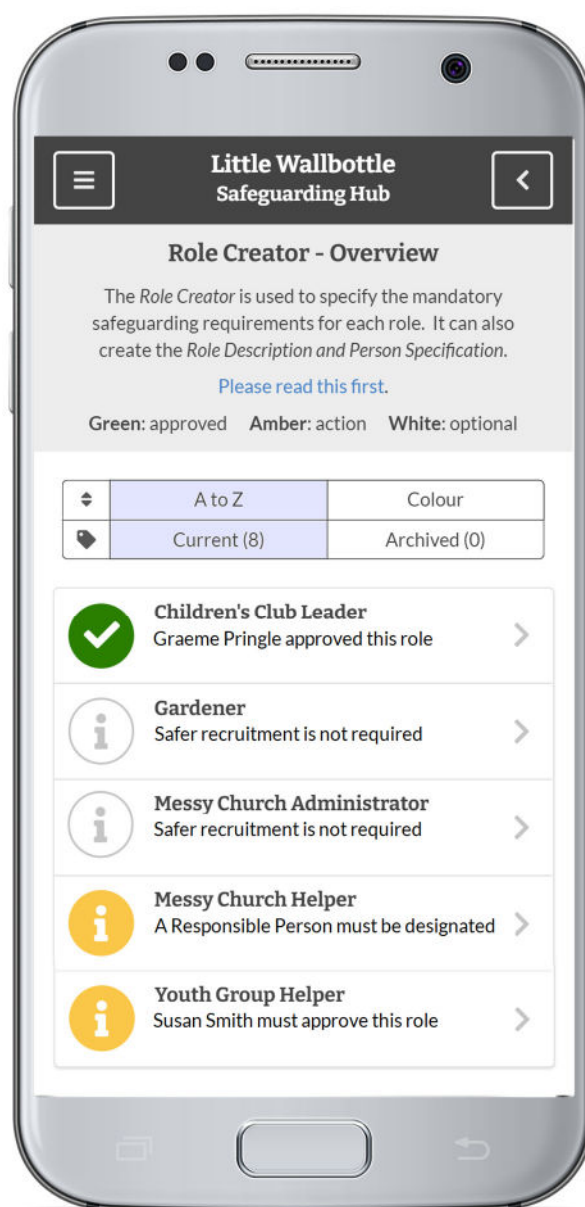 Little Wallbottle
Safeguarding Hub
Role Creator - Overview
The Role Creator is used to specify the mandatory
safeguarding requirements for each role. It can also
create the Role Description and Person Specification.
Please read this first.
Green: approved Amber: action White: optional
A to Z Colour
Current (8) Archived (0)
Children's Club Leader
Graeme Pringle approved this role
Gardener
Safer recruitment is not required
Messy Church Administrator
Safer recruitment is not required
Messy Church Helper
A Responsible Person must be designated
Youth Group Helper
Susan Smith must approve this role